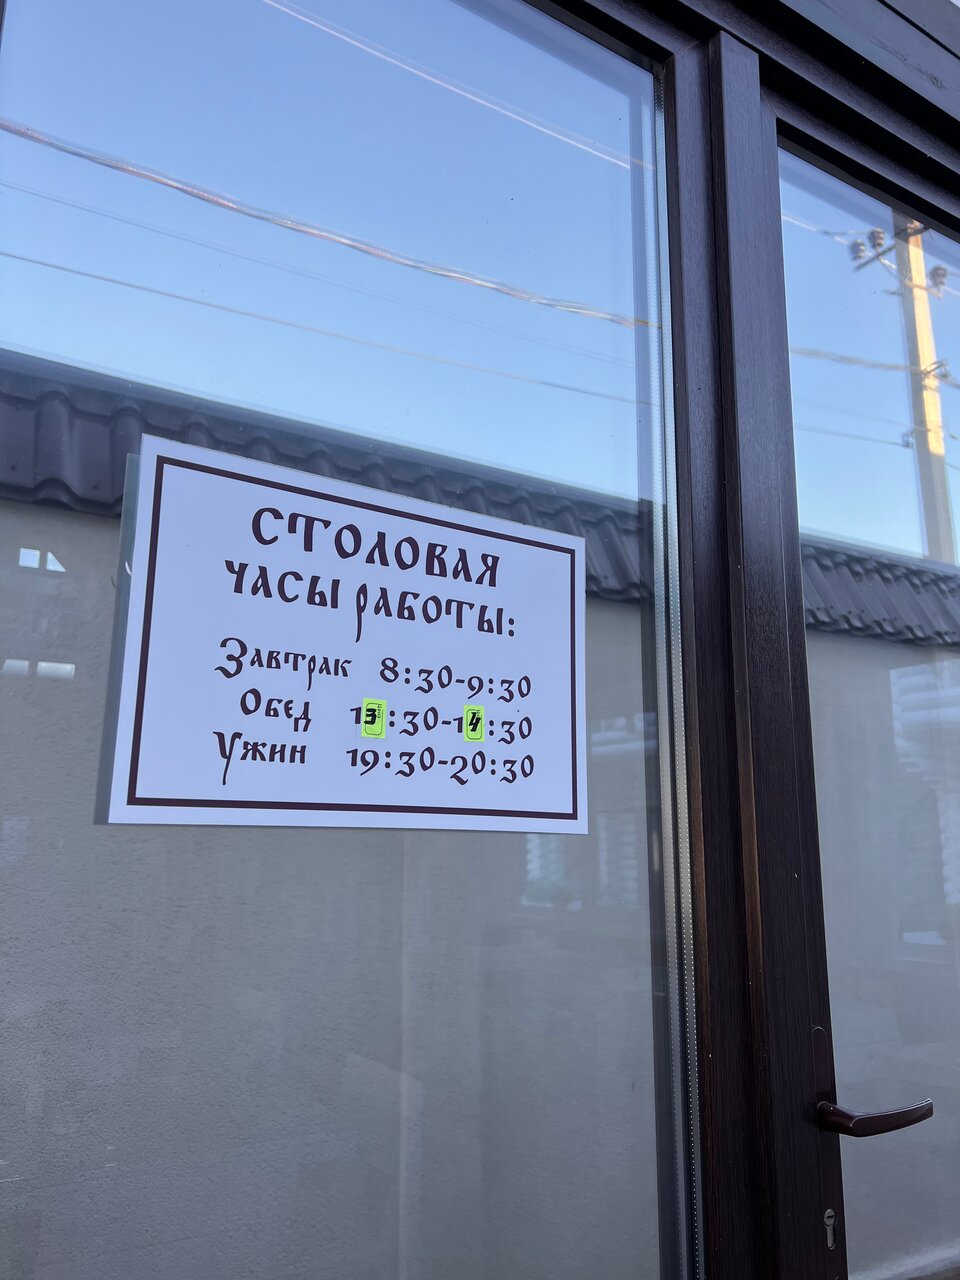 СТОЛОВАЯ
ЧАСЫ РАБОТЫ:
Завтрак 8:30-9:30
Обед 13:30-14:30
Ужин 19:30-20:30